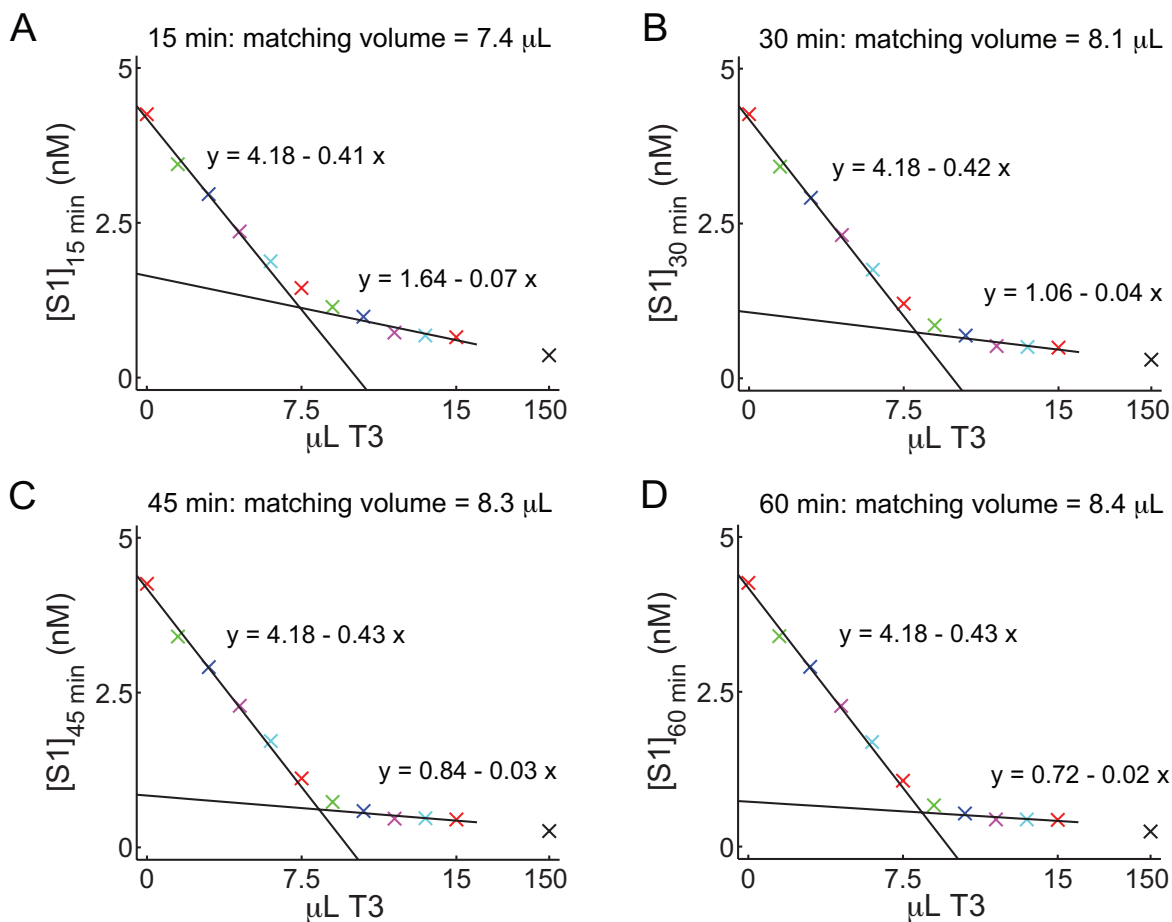 A
15 min: matching volume = 7.4 μL
[S1]15 min (nM)
5
2.5
0
y = 4.18 - 0.41 x
y = 1.64 - 0.07 x
0
7.5
15
150
μL T3
B
30 min: matching volume = 8.1 μL
[S1]30 min (nM)
5
2.5
0
y = 4.18 - 0.42 x
y = 1.06 - 0.04 x
0
7.5
15
150
μL T3
C
45 min: matching volume = 8.3 μL
[S1]45 min (nM)
5
2.5
0
y = 4.18 - 0.43 x
y = 0.84 - 0.03 x
0
7.5
15
150
μL T3
D
60 min: matching volume = 8.4 μL
[S1]60 min (nM)
5
2.5
0
y = 4.18 - 0.43 x
y = 0.72 - 0.02 x
0
7.5
15
150
μL T3